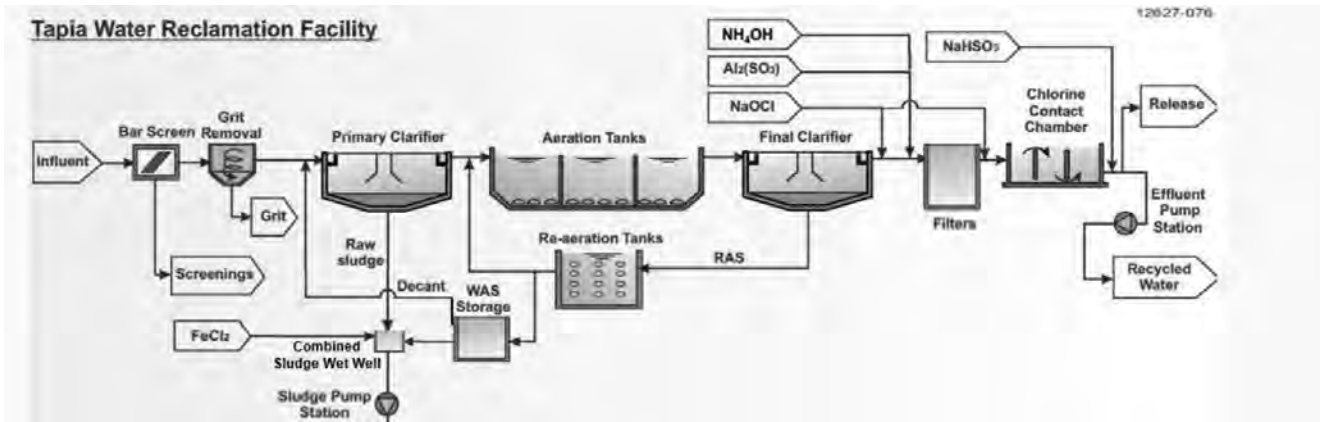 12627-076
Tapia Water Reclamation Facility
NH₄OH
NaHSO₃
Al₂(SO₃)
NaOCl
Chlorine
Contact
Chamber
Release
Grit
Removal
Bar Screen
Primary Clarifier
Aeration Tanks
Final Clarifier
Influent
Grit
Filters
Effluent
Pump
Station
Raw
sludge
Re-aeration Tanks
RAS
Screenings
Decant
WAS
Storage
Recycled
Water
FeCl₂
Combined
Sludge Wet Well
Sludge Pump
Station